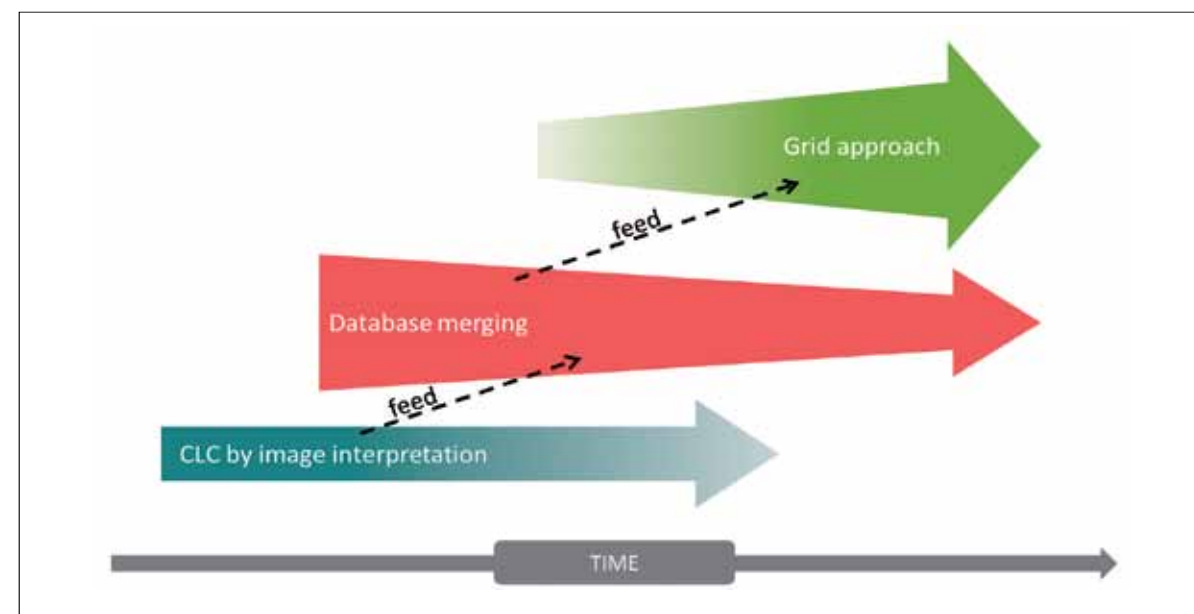 Grid approach
feed
Database merging
feed
CLC by image interpretation
TIME